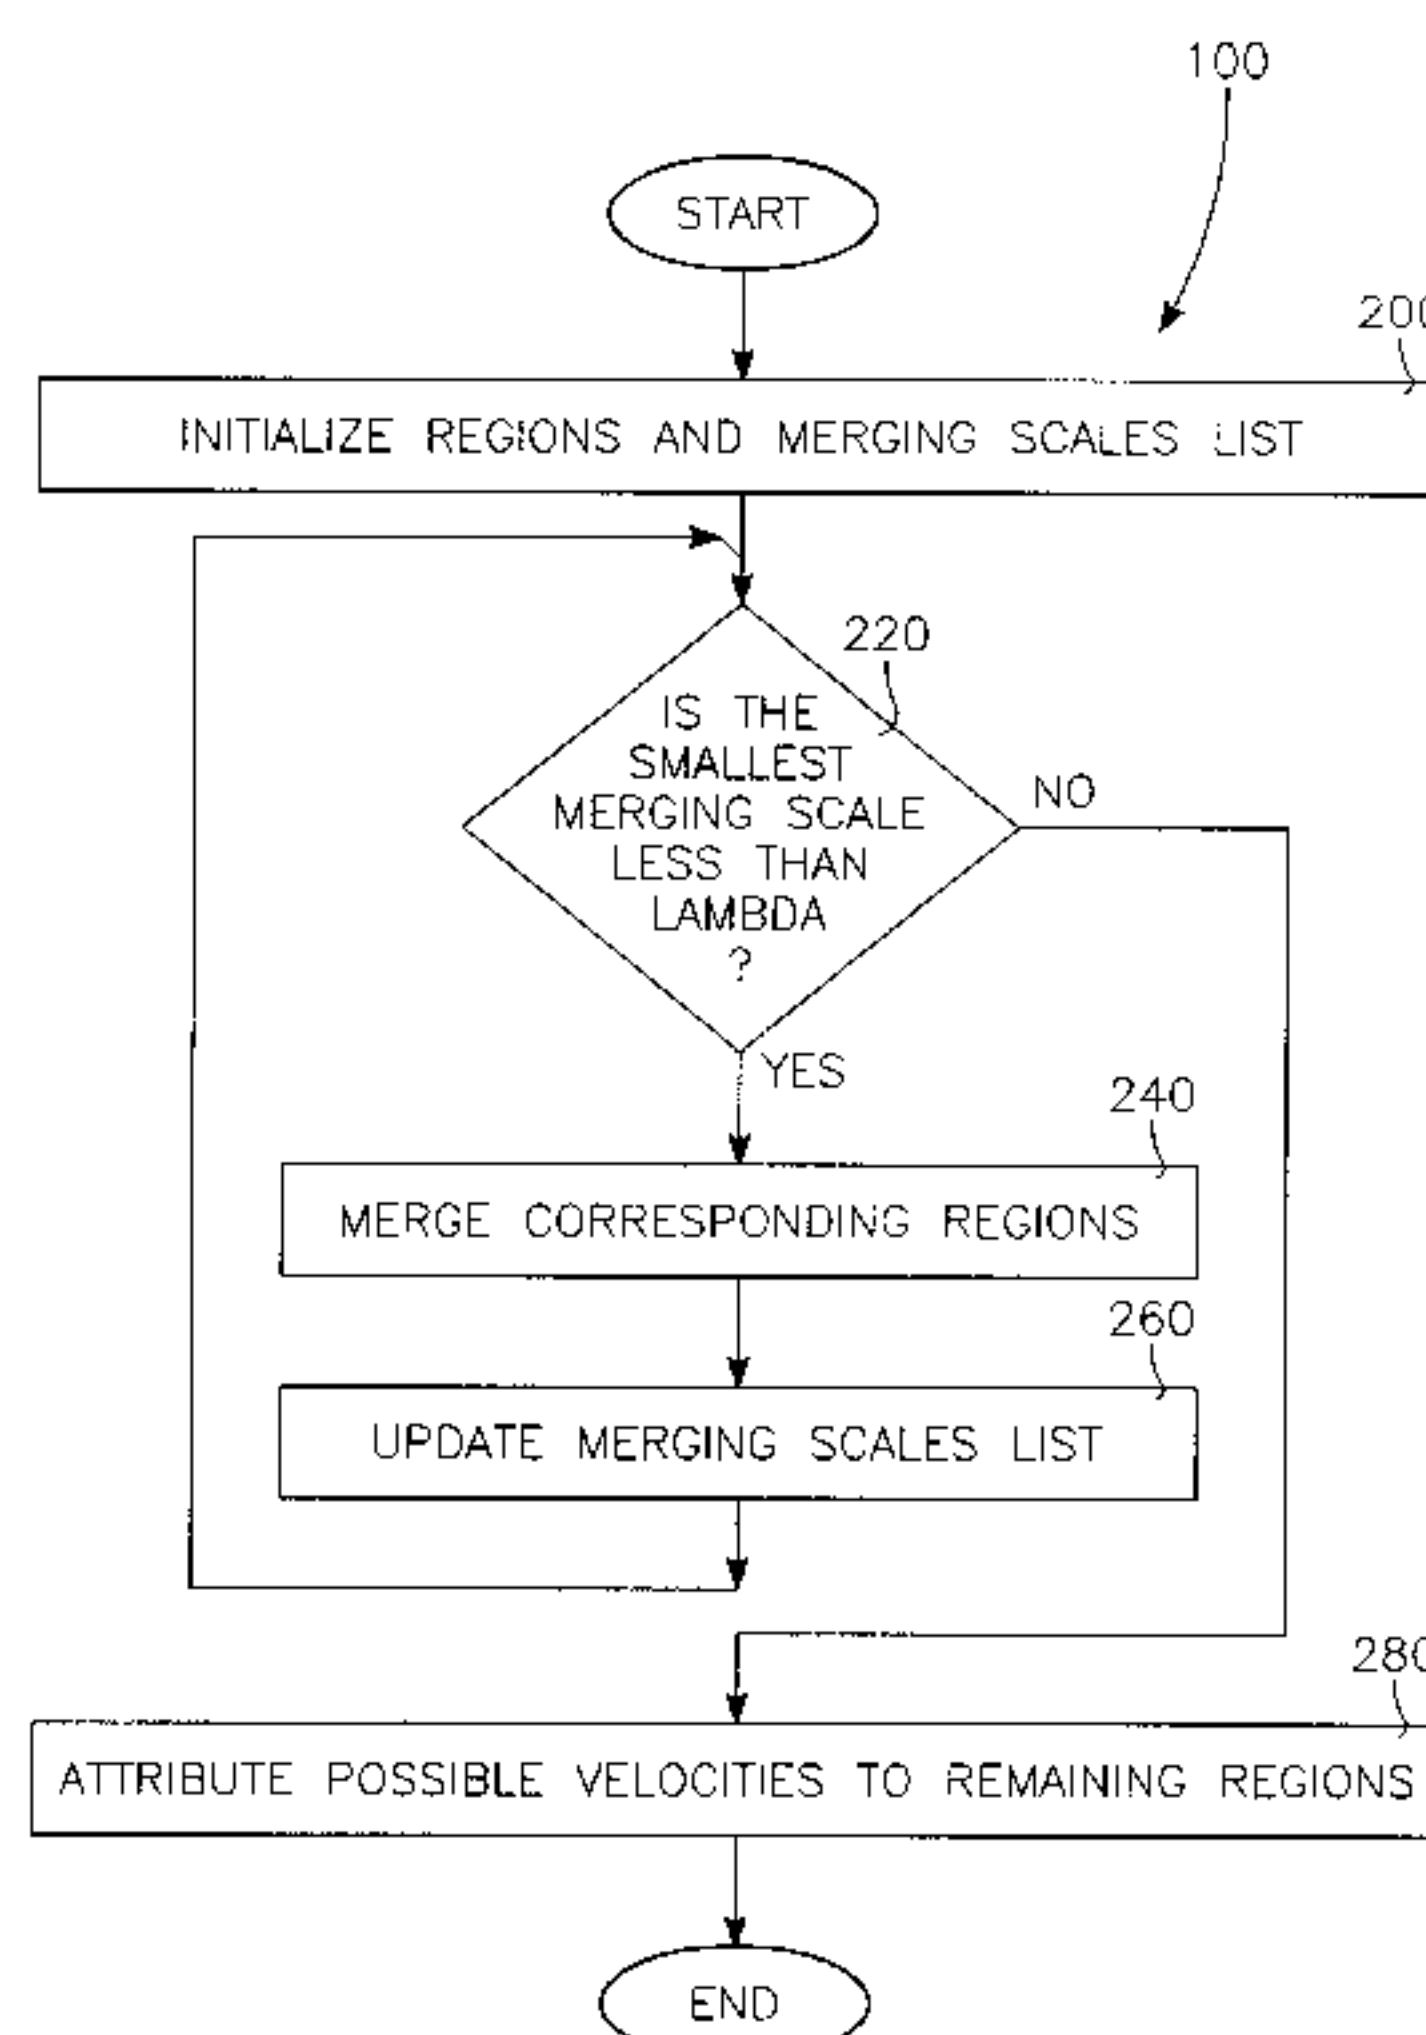 100
START
200
INITIALIZE REGIONS AND MERGING SCALES LIST
220
IS THE
SMALLEST
MERGING SCALE
LESS THAN
LAMBDA
?
NO
YES
240
MERGE CORRESPONDING REGIONS
260
UPDATE MERGING SCALES LIST
280
ATTRIBUTE POSSIBLE VELOCITIES TO REMAINING REGIONS
END